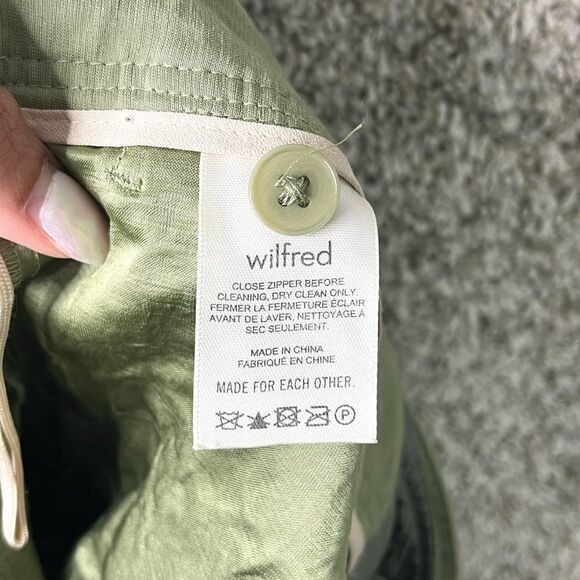 wilfred
CLOSE ZIPPER BEFORE
CLEANING, DRY CLEAN ONLY.
FERMER LA FERMETURE ÉCLAIR
AVANT DE LAVER, NETTOYAGE À
SEC SEULEMENT.
MADE IN CHINA
FABRIQUÉ EN CHINE
MADE FOR EACH OTHER.
P